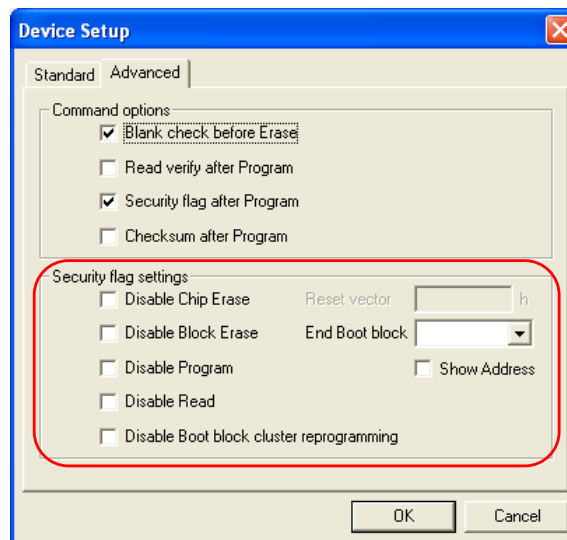 Device Setup
Standard Advanced
Command options
Blank check before Erase
Read verify after Program
Security flag after Program
Checksum after Program
Security flag settings
Disable Chip Erase Reset vector h
Disable Block Erase End Boot block
Disable Program Show Address
Disable Read
Disable Boot block cluster reprogramming
OK Cancel